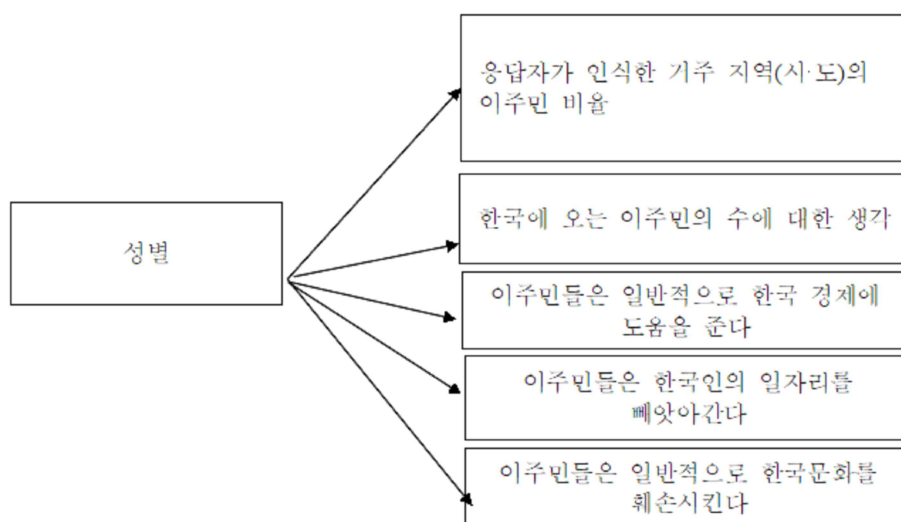 성별
응답자가 인식한 거주 지역(시·도)의
이주민 비율
한국에 오는 이주민의 수에 대한 생각
이주민들은 일반적으로 한국 경제에
도움을 준다
이주민들은 한국인의 일자리를
빼앗아간다
이주민들은 일반적으로 한국문화를
훼손시킨다